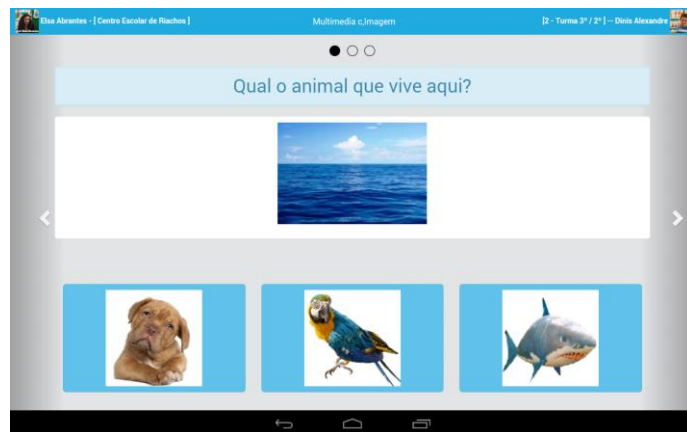 Elsa Abrantes - [ Centro Escolar de Riachos ]
Multimedia c,Imagem
[2 - Turma 3º / 2º ] -- Dinis Alexandre
Qual o animal que vive aqui?